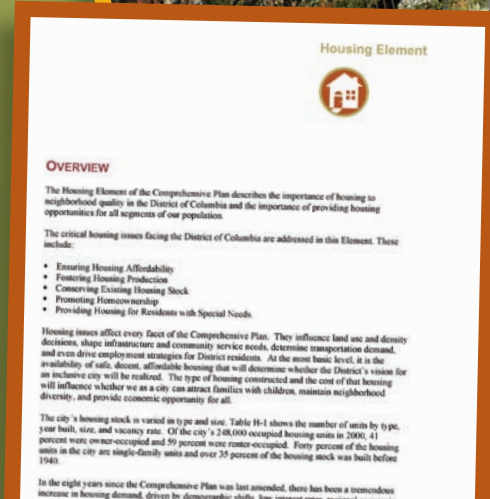 Housing Element
OVERVIEW
The Housing Element of the Comprehensive Plan describes the importance of housing to
neighborhood quality in the District of Columbia and the importance of providing housing
opportunities for all segments of our population.
The critical housing issues facing the District of Columbia are addressed in this Element. These
include:
• Ensuring Housing Affordability
• Fostering Housing Production
• Conserving Existing Housing Stock
• Promoting Homeownership
• Providing Housing for Residents with Special Needs.
Housing issues affect every facet of the Comprehensive Plan. They influence land use and density
decisions, shape infrastructure and community service needs, determine transportation demand,
and even drive employment strategies for District residents. At the most basic level, it is the
availability of safe, decent, affordable housing that will determine whether the District's vision for
an inclusive city will be realized. The type of housing constructed and the cost of that housing
will influence whether we as a city can attract families with children, maintain neighborhood
diversity, and provide economic opportunity for all.
The city's housing stock is varied in type and size. Table H-1 shows the number of units by type,
year built, size, and vacancy rate. Of the city's 248,000 occupied housing units in 2000, 41
percent were owner-occupied and 59 percent were renter-occupied. Forty percent of the housing
units in the city are single-family units and over 35 percent of the housing stock was built before
1940.
In the eight years since the Comprehensive Plan was last amended, there has been a tremendous
increase in housing demand, driven by demographic shifts,